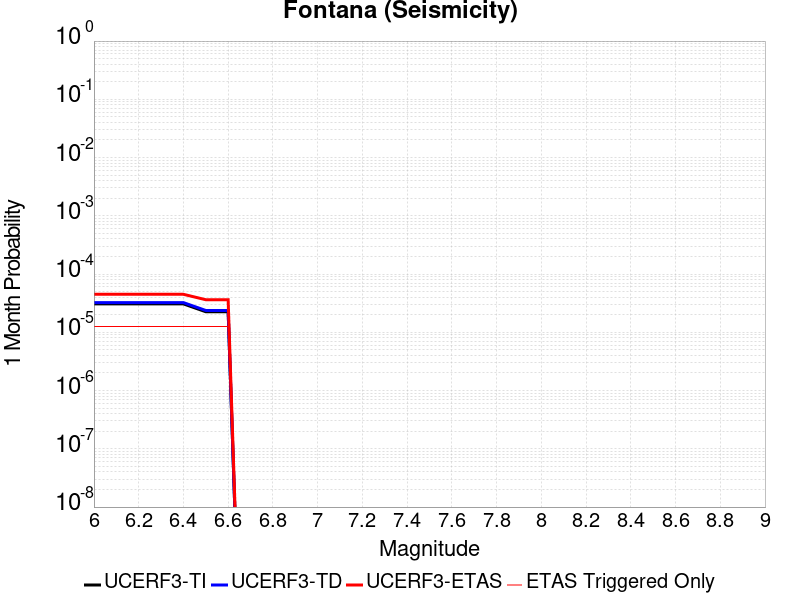 Fontana (Seismicity)
10^0
10^-1
10^-2
10^-3
10^-4
10^-5
10^-6
10^-7
10^-8
1 Month Probability
6 6.2 6.4 6.6 6.8 7 7.2 7.4 7.6 7.8 8 8.2 8.4 8.6 8.8 9
Magnitude
UCERF3-TI UCERF3-TD UCERF3-ETAS ETAS Triggered Only